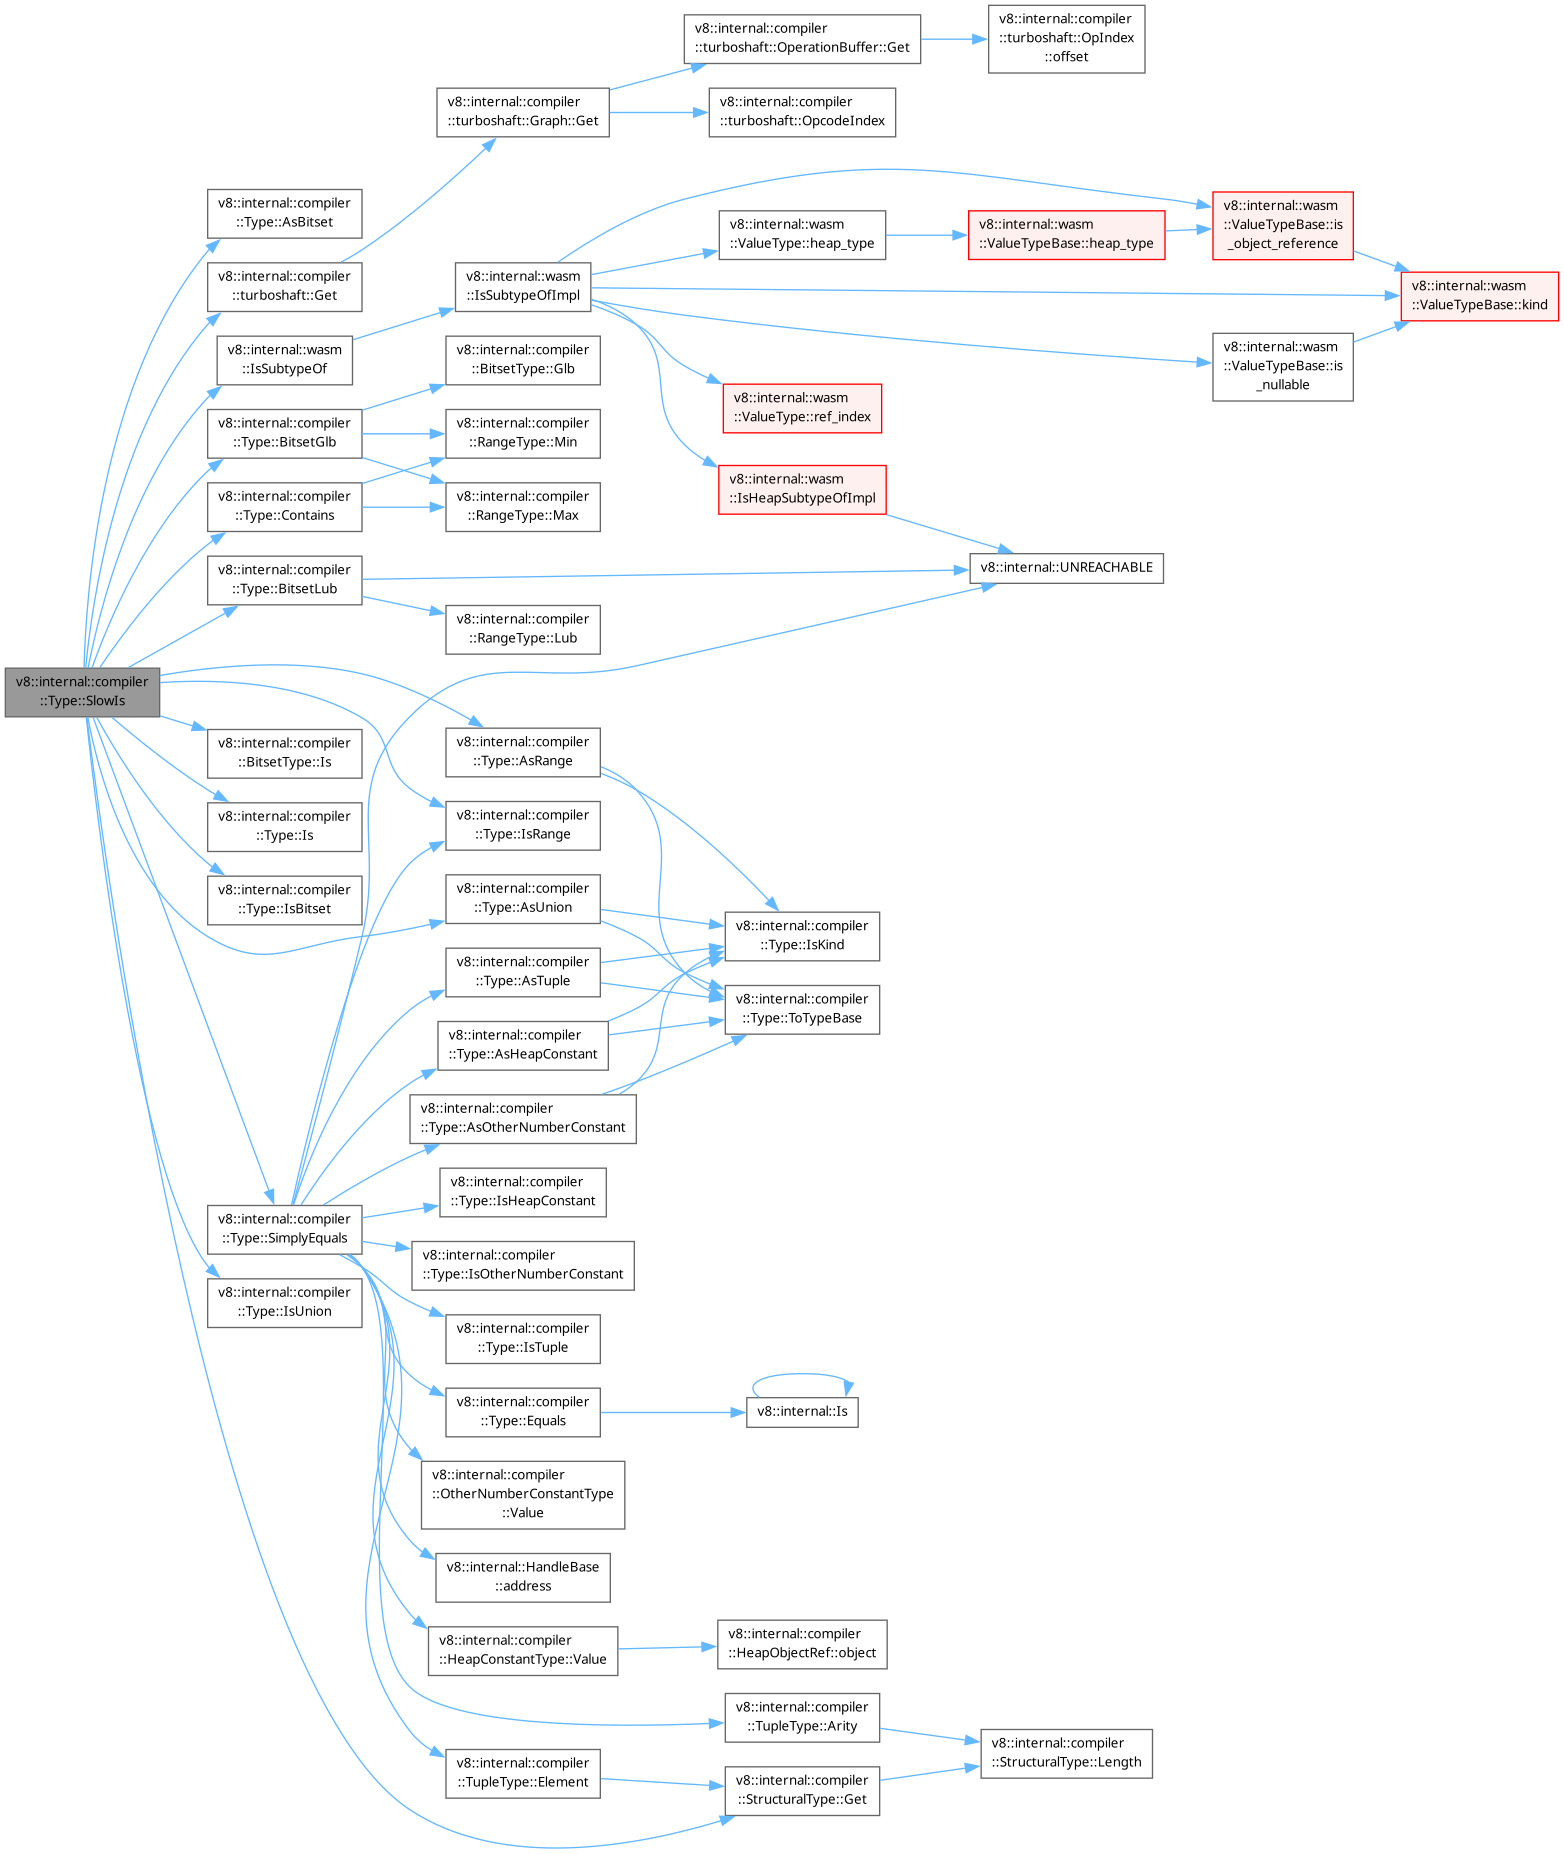 v8::internal::compiler
::turboshaft::OperationBuffer::Get
v8::internal::compiler
::turboshaft::OpIndex
::offset
v8::internal::compiler
::turboshaft::Graph::Get
v8::internal::compiler
::turboshaft::OpcodeIndex
v8::internal::compiler
::Type::AsBitset
v8::internal::wasm
::ValueType::heap_type
v8::internal::wasm
::ValueTypeBase::heap_type
v8::internal::wasm
::ValueTypeBase::is
_object_reference
v8::internal::compiler
::turboshaft::Get
v8::internal::wasm
::IsSubtypeOfImpl
v8::internal::wasm
::ValueTypeBase::kind
v8::internal::wasm
::IsSubtypeOf
v8::internal::compiler
::BitsetType::Glb
v8::internal::wasm
::ValueTypeBase::is
_nullable
v8::internal::compiler
::Type::BitsetGlb
v8::internal::compiler
::RangeType::Min
v8::internal::wasm
::ValueType::ref_index
v8::internal::compiler
::Type::Contains
v8::internal::compiler
::RangeType::Max
v8::internal::wasm
::IsHeapSubtypeOfImpl
v8::internal::compiler
::Type::BitsetLub
v8::internal::UNREACHABLE
v8::internal::compiler
::RangeType::Lub
v8::internal::compiler
::Type::SlowIs
v8::internal::compiler
::BitsetType::Is
v8::internal::compiler
::Type::AsRange
v8::internal::compiler
::Type::Is
v8::internal::compiler
::Type::IsRange
v8::internal::compiler
::Type::IsBitset
v8::internal::compiler
::Type::AsUnion
v8::internal::compiler
::Type::IsKind
v8::internal::compiler
::Type::AsTuple
v8::internal::compiler
::Type::ToTypeBase
v8::internal::compiler
::Type::AsHeapConstant
v8::internal::compiler
::Type::AsOtherNumberConstant
v8::internal::compiler
::Type::IsHeapConstant
v8::internal::compiler
::Type::SimplyEquals
v8::internal::compiler
::Type::IsOtherNumberConstant
v8::internal::compiler
::Type::IsUnion
v8::internal::compiler
::Type::IsTuple
v8::internal::compiler
::Type::Equals
v8::internal::Is
v8::internal::compiler
::OtherNumberConstantType
::Value
v8::internal::HandleBase
::address
v8::internal::compiler
::HeapConstantType::Value
v8::internal::compiler
::HeapObjectRef::object
v8::internal::compiler
::TupleType::Arity
v8::internal::compiler
::StructuralType::Length
v8::internal::compiler
::TupleType::Element
v8::internal::compiler
::StructuralType::Get